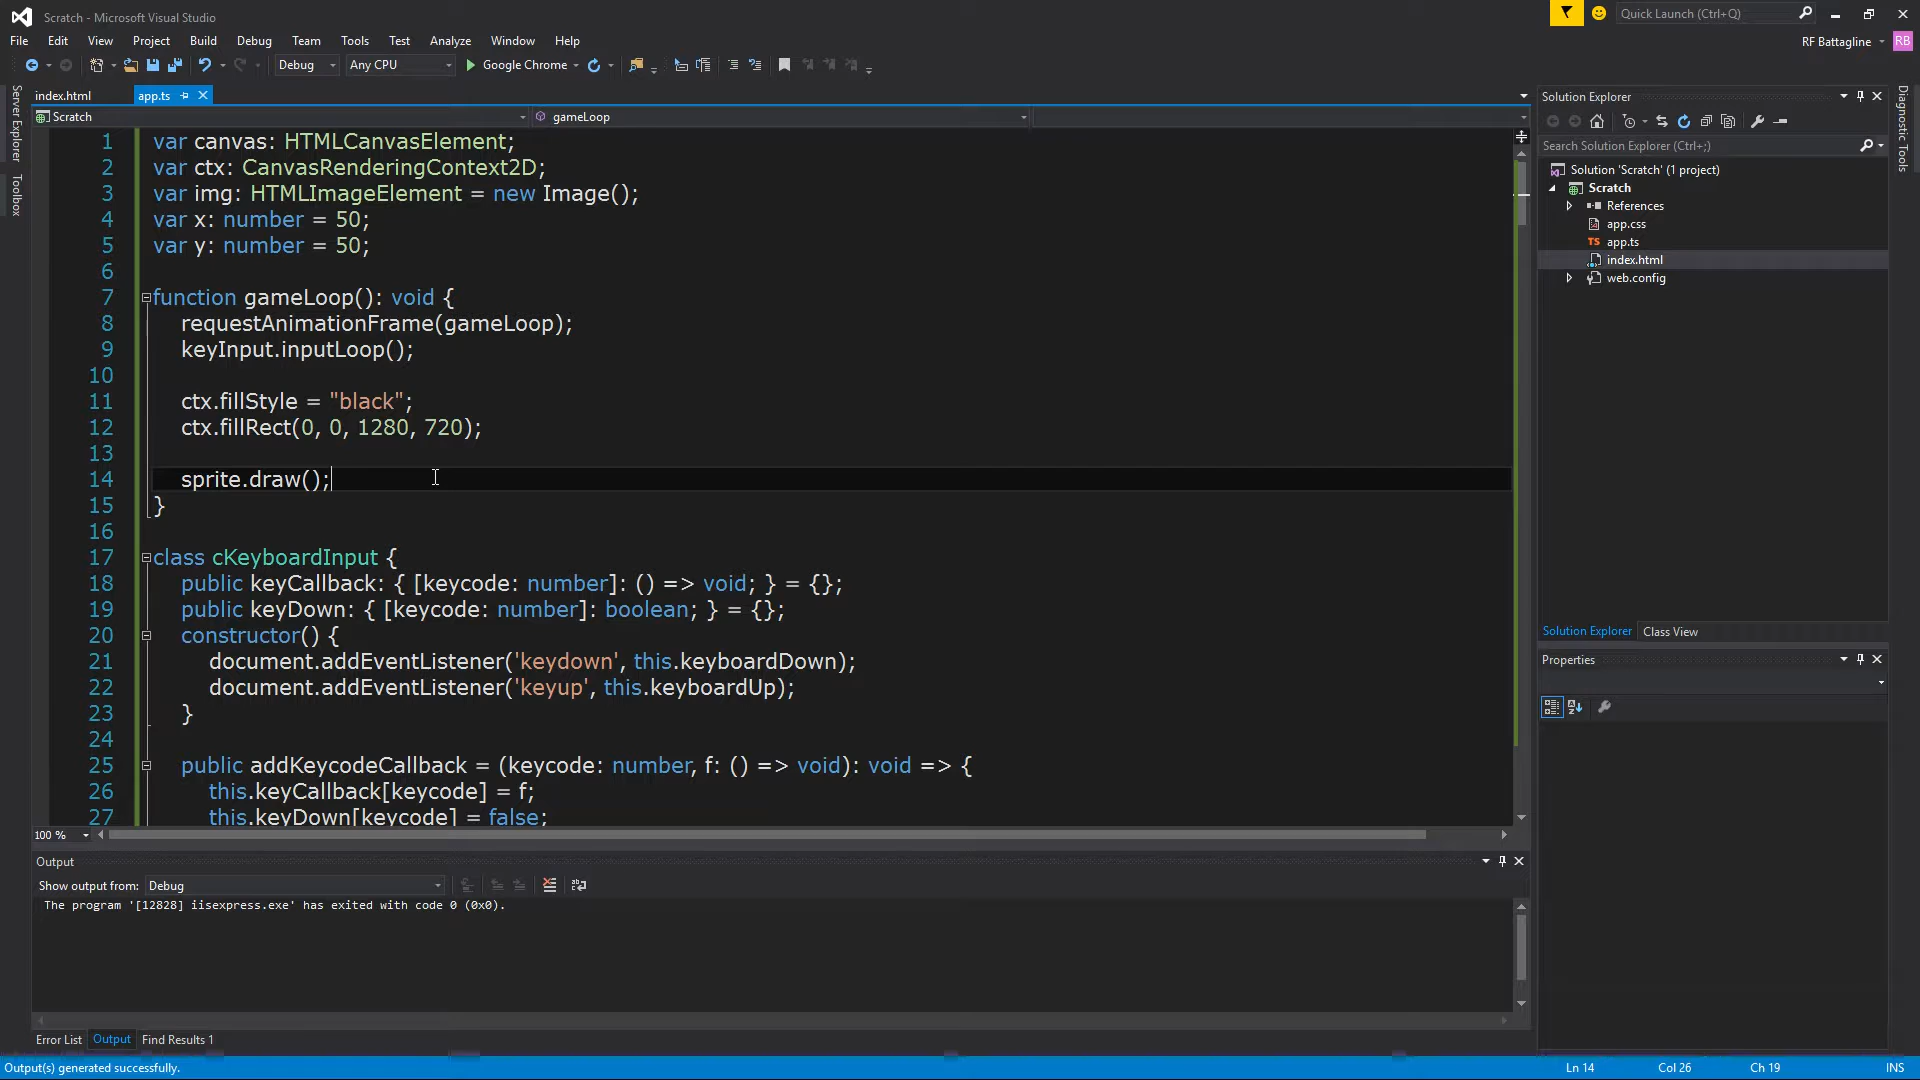 Scratch - Microsoft Visual Studio
Quick Launch (Ctrl+Q)
File Edit View Project Build Debug Team Tools Test Analyze Window Help
RF Battagline RB
Debug Any CPU Google Chrome
Server Explorer
Toolbox
index.html app.ts
Scratch gameLoop
1 var canvas: HTMLCanvasElement;
2 var ctx: CanvasRenderingContext2D;
3 var img: HTMLImageElement = new Image();
4 var x: number = 50;
5 var y: number = 50;
6
7 function gameLoop(): void {
8 requestAnimationFrame(gameLoop);
9 keyInput.inputLoop();
10
11 ctx.fillStyle = "black";
12 ctx.fillRect(0, 0, 1280, 720);
13
14 sprite.draw();
15 }
16
17 class cKeyboardInput {
18 public keyCallback: { [keycode: number]: () => void; } = {};
19 public keyDown: { [keycode: number]: boolean; } = {};
20 constructor() {
21 document.addEventListener('keydown', this.keyboardDown);
22 document.addEventListener('keyup', this.keyboardUp);
23 }
24
25 public addKeycodeCallback = (keycode: number, f: () => void): void => {
26 this.keyCallback[keycode] = f;
27 this.keyDown[keycode] = false;
100 %
Output
Show output from: Debug
The program '[12828] iisexpress.exe' has exited with code 0 (0x0).
Error List Output Find Results 1
Output(s) generated successfully.
Ln 14 Col 26 Ch 19 INS
Solution Explorer
Search Solution Explorer (Ctrl+;)
Solution 'Scratch' (1 project)
Scratch
References
app.css
TS app.ts
index.html
web.config
Solution Explorer Class View
Properties
Diagnostic Tools